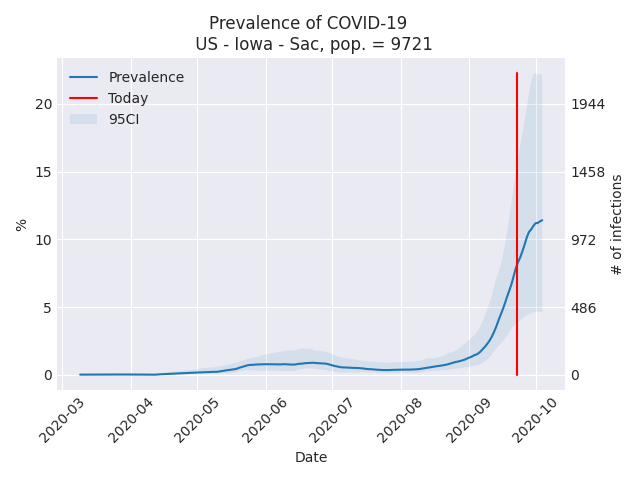 Prevalence of COVID-19
US - Iowa - Sac, pop. = 9721
Prevalence
Today
95CI
20
15
10
5
0
%
1944
1458
972
486
0
# of infections
2020-03
2020-04
2020-05
2020-06
2020-07
2020-08
2020-09
2020-10
Date